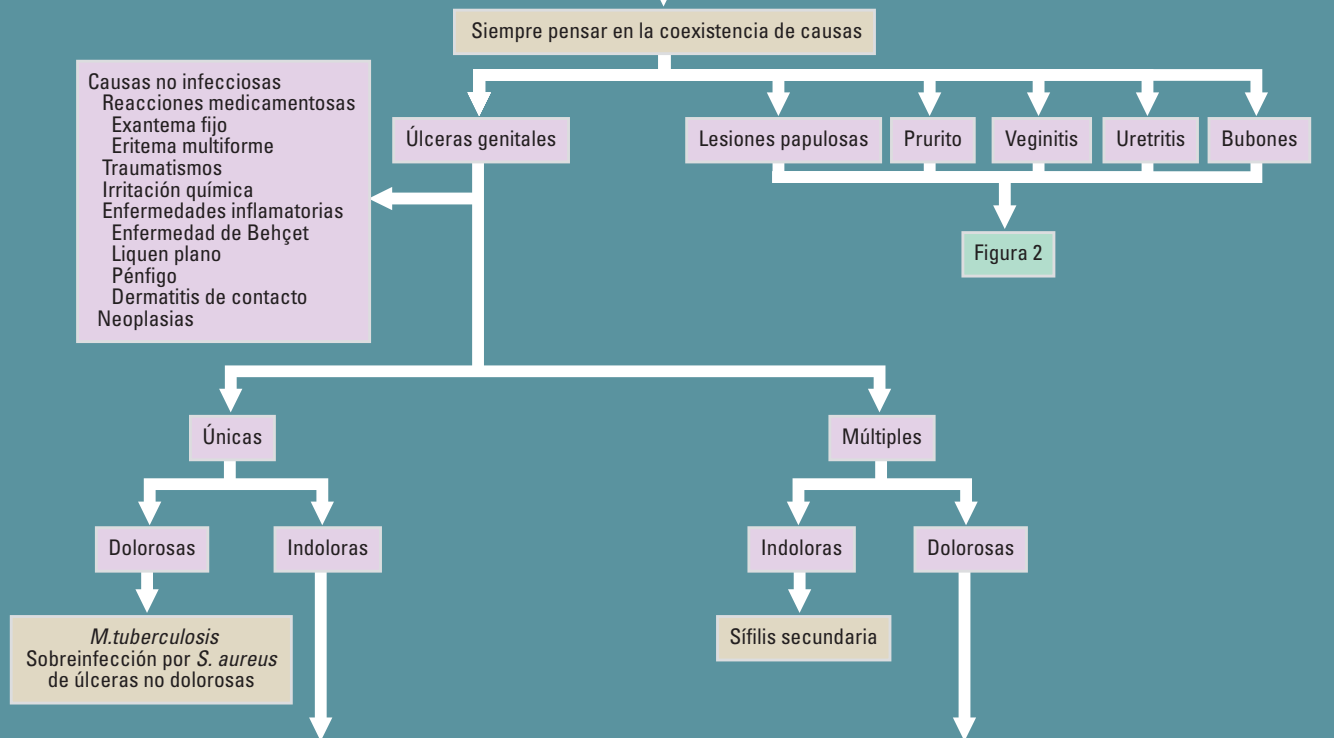 Siempre pensar en la coexistencia de causas
Causas no infecciosas
Reacciones medicamentosas
Exantema fijo
Eritema multiforme
Traumatismos
Irritación química
Enfermedades inflamatorias
Enfermedad de Behçet
Liquen plano
Pénfigo
Dermatitis de contacto
Neoplasias
Úlceras genitales
Lesiones papulosas
Prurito
Veginitis
Uretritis
Bubones
Figura 2
Únicas
Múltiples
Dolorosas
Indoloras
Indoloras
Dolorosas
M.tuberculosis
Sobreinfección por S. aureus
de úlceras no dolorosas
Sífilis secundaria